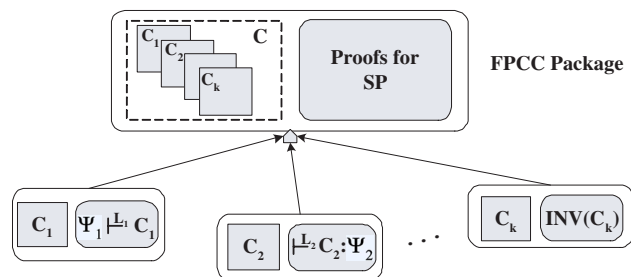 C₁
C₂
Cₖ
C
Proofs for
SP
FPCC Package
C₁
Ψ₁ ⊩ᴸ¹ C₁
C₂
⊩ᴸ² C₂:Ψ₂
...
Cₖ
INV(Cₖ)